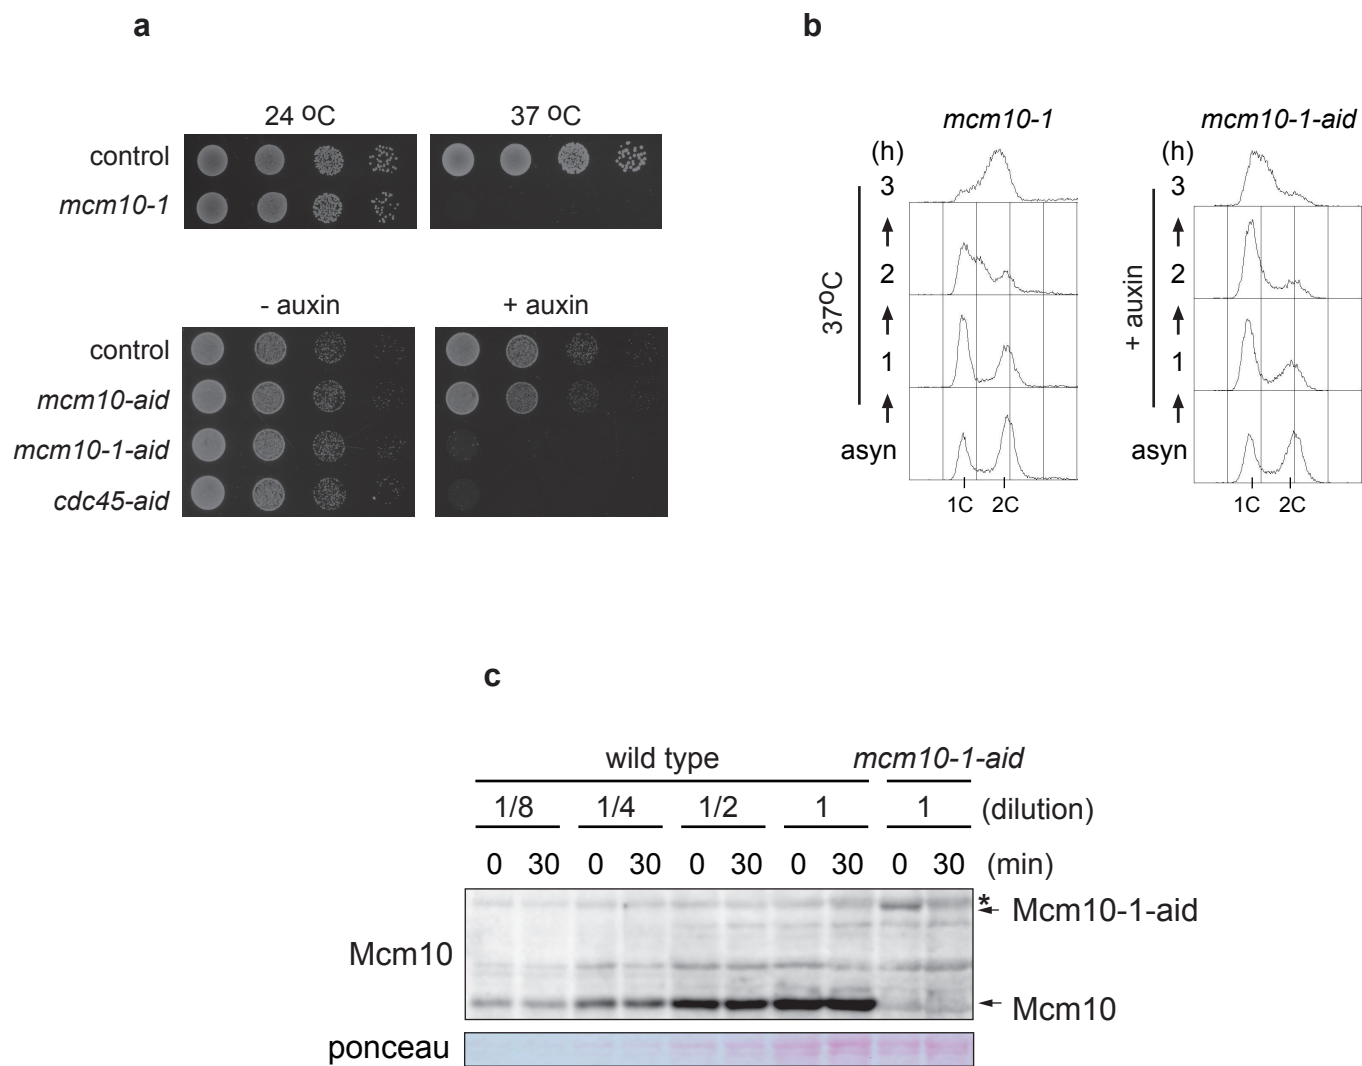 a
24 ºC 37 ºC
control
mcm10-1
- auxin + auxin
control
mcm10-aid
mcm10-1-aid
cdc45-aid
b
mcm10-1 mcm10-1-aid
(h) (h)
3 3
2 2
37ºC + auxin
1 1
asyn asyn
1C 2C 1C 2C
c
wild type mcm10-1-aid
1/8 1/4 1/2 1 1 (dilution)
0 30 0 30 0 30 0 30 0 30 (min)
* Mcm10-1-aid
Mcm10
Mcm10
ponceau